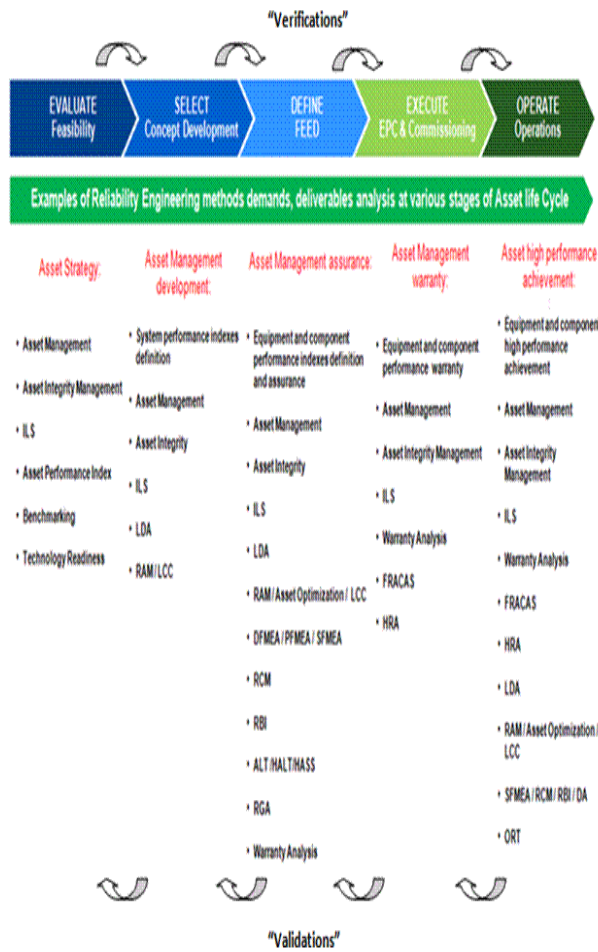 “Verifications”
EVALUATE
Feasibility
SELECT
Concept Development
DEFINE
FEED
EXECUTE
EPC & Commissioning
OPERATE
Operations
Examples of Reliability Engineering methods demands, deliverables analysis at various stages of Asset life Cycle
Asset Strategy:
• Asset Management
• Asset Integrity Management
• ILS
• Asset Performance Index
• Benchmarking
• Technology Readiness
Asset Management
development:
• System performance indexes
definition
• Asset Management
• Asset Integrity
• ILS
• LDA
• RAM / LCC
Asset Management assurance:
• Equipment and component
performance indexes definition
and assurance
• Asset Management
• Asset Integrity
• ILS
• LDA
• RAM / Asset Optimization / LCC
• DFMEA / PFMEA / SFMEA
• RCM
• RBI
• ALT /HALT/HASS
• RGA
• Warranty Analysis
Asset Management
warranty:
• Equipment and component
performance warranty
• Asset Management
• Asset Integrity Management
• ILS
• Warranty Analysis
• FRACAS
• HRA
Asset high performance
achievement:
:
• Equipment and componen
high performance
achievement
• Asset Management
• Asset Integrity
Management
• ILS
• Warranty Analysis
• FRACAS
• HRA
• LDA
• RAM / Asset Optimization /
LCC
• SFMEA / RCM / RBI / DA
• ORT
“Validations”